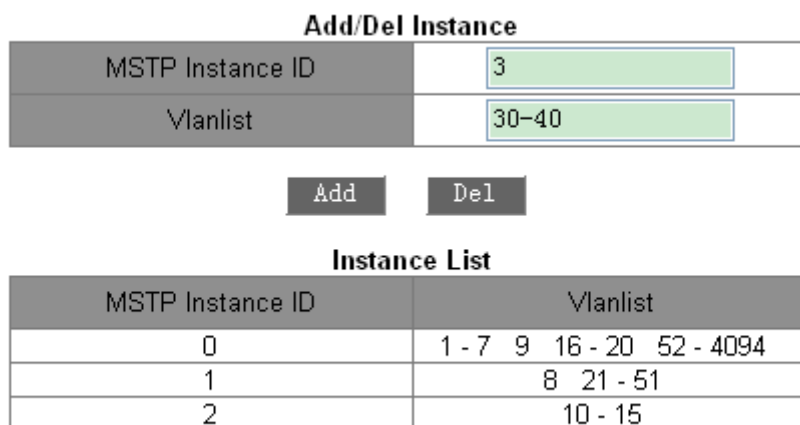 Add/Del Instance
MSTP Instance ID 3
Vlanlist 30-40
Add Del
Instance List
MSTP Instance ID Vlanlist
0 1 - 7 9 16 - 20 52 - 4094
1 8 21 - 51
2 10 - 15